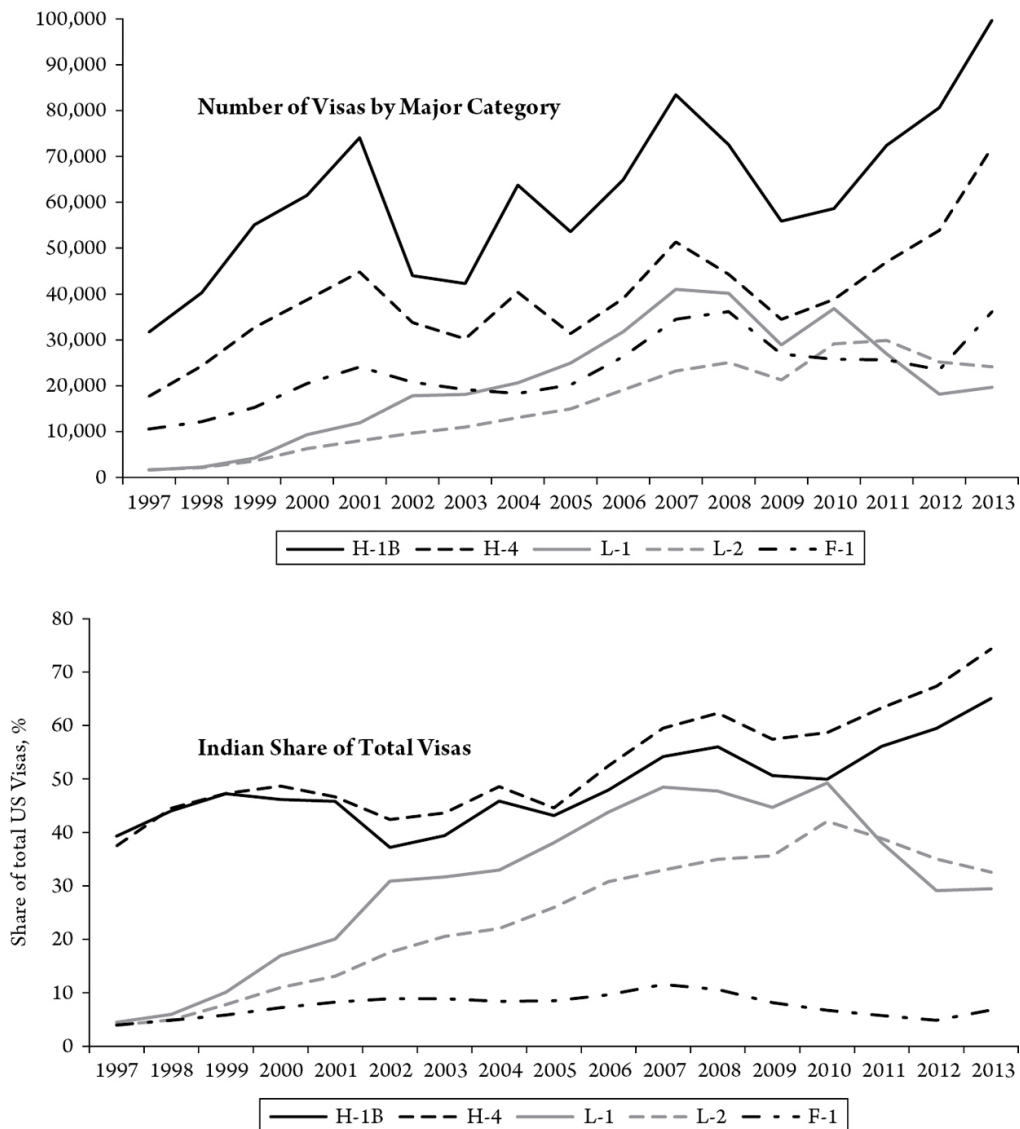 100,000
90,000
80,000
70,000
60,000
50,000
40,000
30,000
20,000
10,000
0
Number of Visas by Major Category
1997 1998 1999 2000 2001 2002 2003 2004 2005 2006 2007 2008 2009 2010 2011 2012 2013
H-1B H-4 L-1 L-2 F-1
80
70
60
50
40
30
20
10
0
Share of total US Visas, %
Indian Share of Total Visas
1997 1998 1999 2000 2001 2002 2003 2004 2005 2006 2007 2008 2009 2010 2011 2012 2013
H-1B H-4 L-1 L-2 F-1